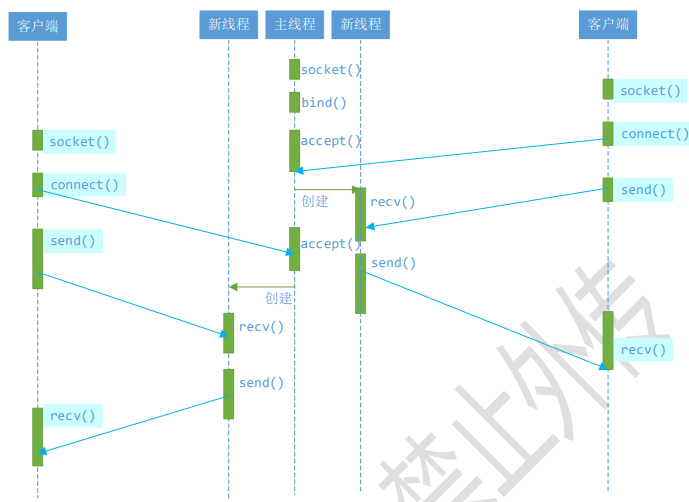 客户端
新线程
主线程
新线程
客户端
socket()
socket()
bind()
connect()
socket()
accept()
connect()
send()
创建
recv()
send()
accept()
send()
创建
recv()
recv()
send()
recv()
禁止外传